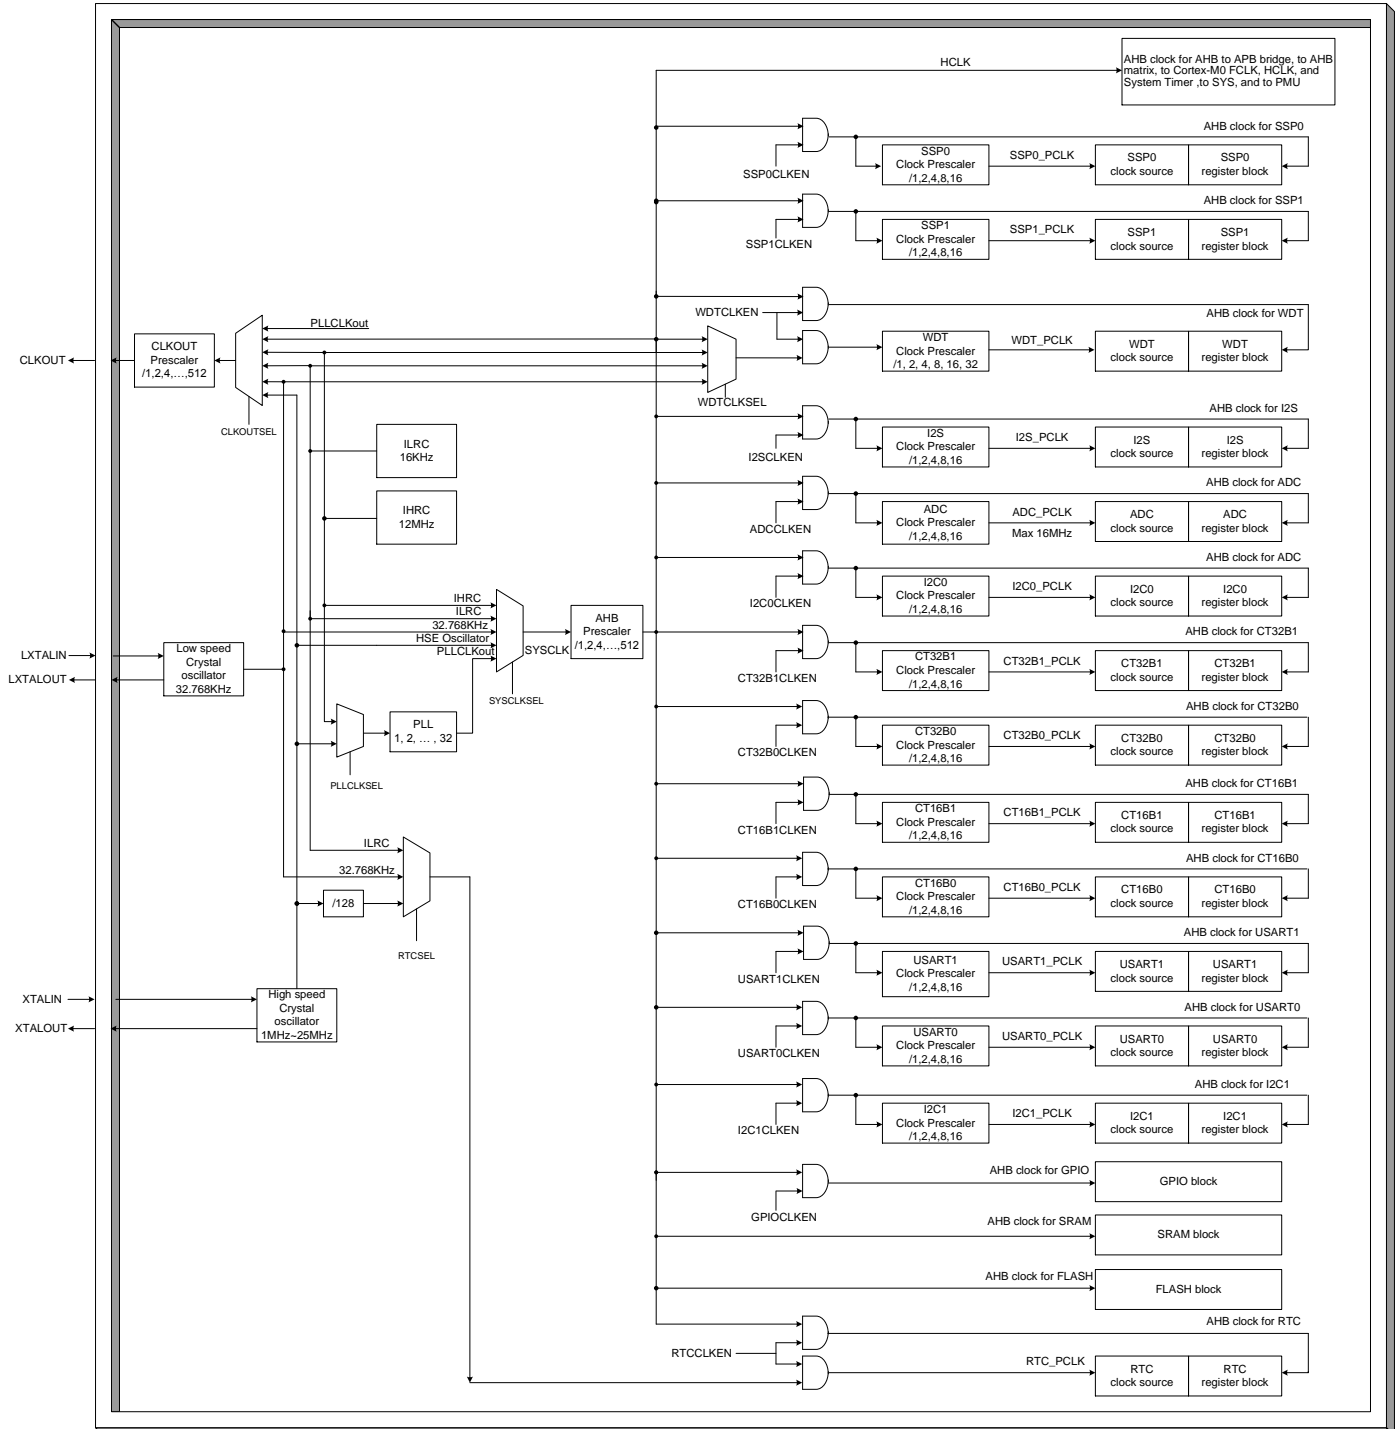 HCLK
AHB clock for AHB to APB bridge, to AHB
matrix, to Cortex-M0 FCLK, HCLK, and
System Timer ,to SYS, and to PMU
AHB clock for SSP0
SSP0CLKEN
SSP0
Clock Prescaler
/1,2,4,8,16
SSP0_PCLK
SSP0
clock source
SSP0
register block
AHB clock for SSP1
SSP1CLKEN
SSP1
Clock Prescaler
/1,2,4,8,16
SSP1_PCLK
SSP1
clock source
SSP1
register block
PLLCLKout
WDTCLKEN
AHB clock for WDT
CLKOUT
CLKOUT
Prescaler
/1,2,4,…,512
CLKOUTSEL
WDTCLKSEL
WDT
Clock Prescaler
/1, 2, 4, 8, 16, 32
WDT_PCLK
WDT
clock source
WDT
register block
ILRC
16KHz
IHRC
12MHz
AHB clock for I2S
I2SCLKEN
I2S
Clock Prescaler
/1,2,4,8,16
I2S_PCLK
I2S
clock source
I2S
register block
AHB clock for ADC
ADCCLKEN
ADC
Clock Prescaler
/1,2,4,8,16
ADC_PCLK
Max 16MHz
ADC
clock source
ADC
register block
AHB clock for ADC
I2C0CLKEN
I2C0
Clock Prescaler
/1,2,4,8,16
I2C0_PCLK
I2C0
clock source
I2C0
register block
IHRC
ILRC
32.768KHz
HSE Oscillator
PLLCLKout
SYSCLK
SYSCLKSEL
AHB
Prescaler
/1,2,4,…,512
LXTALIN
LXTALOUT
Low speed
Crystal
oscillator
32.768KHz
AHB clock for CT32B1
CT32B1CLKEN
CT32B1
Clock Prescaler
/1,2,4,8,16
CT32B1_PCLK
CT32B1
clock source
CT32B1
register block
PLL
1, 2, … , 32
PLLCLKSEL
AHB clock for CT32B0
CT32B0CLKEN
CT32B0
Clock Prescaler
/1,2,4,8,16
CT32B0_PCLK
CT32B0
clock source
CT32B0
register block
AHB clock for CT16B1
CT16B1CLKEN
CT16B1
Clock Prescaler
/1,2,4,8,16
CT16B1_PCLK
CT16B1
clock source
CT16B1
register block
ILRC
32.768KHz
/128
RTCSEL
AHB clock for CT16B0
CT16B0CLKEN
CT16B0
Clock Prescaler
/1,2,4,8,16
CT16B0_PCLK
CT16B0
clock source
CT16B0
register block
AHB clock for USART1
USART1CLKEN
USART1
Clock Prescaler
/1,2,4,8,16
USART1_PCLK
USART1
clock source
USART1
register block
XTALIN
XTALOUT
High speed
Crystal
oscillator
1MHz~25MHz
AHB clock for USART0
USART0CLKEN
USART0
Clock Prescaler
/1,2,4,8,16
USART0_PCLK
USART0
clock source
USART0
register block
AHB clock for I2C1
I2C1CLKEN
I2C1
Clock Prescaler
/1,2,4,8,16
I2C1_PCLK
I2C1
clock source
I2C1
register block
GPIOCLKEN
AHB clock for GPIO
GPIO block
AHB clock for SRAM
SRAM block
AHB clock for FLASH
FLASH block
AHB clock for RTC
RTCCLKEN
RTC_PCLK
RTC
clock source
RTC
register block